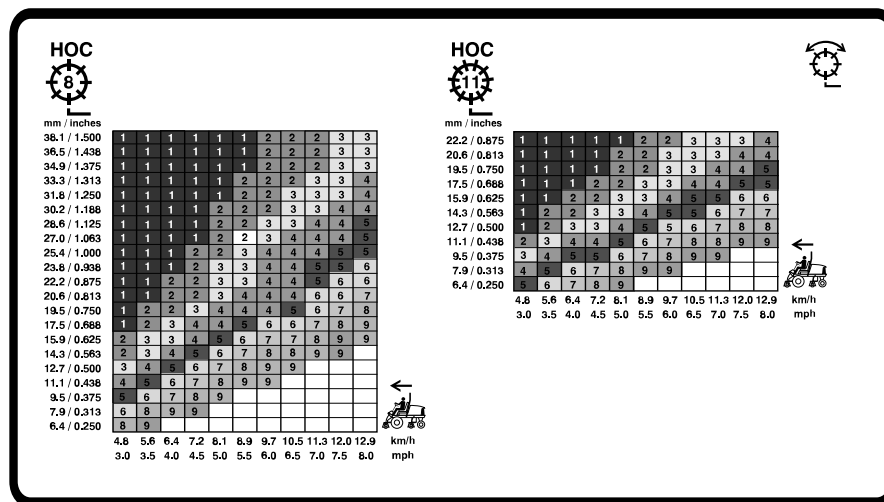 HOC
8
mm / inches
38.1 / 1.500 1 1 1 1 1 1 2 2 2 3 3
36.5 / 1.438 1 1 1 1 1 1 2 2 2 3 3
34.9 / 1.375 1 1 1 1 1 1 2 2 2 3 3
33.3 / 1.313 1 1 1 1 1 2 2 2 3 3 4
31.8 / 1.250 1 1 1 1 1 2 2 3 3 3 4
30.2 / 1.188 1 1 1 1 2 2 2 3 3 4 4
28.6 / 1.125 1 1 1 1 2 2 3 3 4 4 5
27.0 / 1.063 1 1 1 1 2 2 3 4 4 4 5
25.4 / 1.000 1 1 1 2 2 3 3 4 4 5 5
23.8 / 0.938 1 1 1 2 3 3 4 4 5 5 6
22.2 / 0.875 1 1 2 2 3 3 4 4 5 6 6
20.6 / 0.813 1 1 2 2 3 4 4 4 6 6 7
19.5 / 0.750 1 2 2 3 4 4 4 5 6 7 8
17.5 / 0.688 1 2 3 4 4 5 6 6 7 8 9
15.9 / 0.625 2 3 3 4 5 6 7 7 8 8 9
14.3 / 0.563 2 3 4 5 6 7 8 8 9 9
12.7 / 0.500 3 4 5 6 7 8 9 9
11.1 / 0.438 4 5 6 7 8 9 9
9.5 / 0.375 5 6 7 8 9
7.9 / 0.313 6 8 9 9
6.4 / 0.250 8 9
4.8 5.6 6.4 7.2 8.1 8.9 9.7 10.5 11.3 12.0 12.9 km/h
3.0 3.5 4.0 4.5 5.0 5.5 6.0 6.5 7.0 7.5 8.0 mph
HOC
11
mm / inches
22.2 / 0.875 1 1 1 1 1 2 2 3 3 3 4
20.6 / 0.813 1 1 1 1 2 2 3 3 3 4 4
19.5 / 0.750 1 1 1 1 2 2 3 3 4 4 5
17.5 / 0.688 1 1 1 2 2 3 3 4 4 5 5
15.9 / 0.625 1 1 2 2 3 3 4 5 5 6 6
14.3 / 0.563 1 2 2 3 3 4 5 5 6 7 7
12.7 / 0.500 1 2 3 3 4 5 5 6 7 8 8
11.1 / 0.438 2 3 4 4 5 6 7 8 8 9 9
9.5 / 0.375 3 4 5 5 6 7 8 9 9
7.9 / 0.313 4 5 6 7 8 9 9
6.4 / 0.250 5 6 7 8 9
4.8 5.6 6.4 7.2 8.1 8.9 9.7 10.5 11.3 12.0 12.9 km/h
3.0 3.5 4.0 4.5 5.0 5.5 6.0 6.5 7.0 7.5 8.0 mph